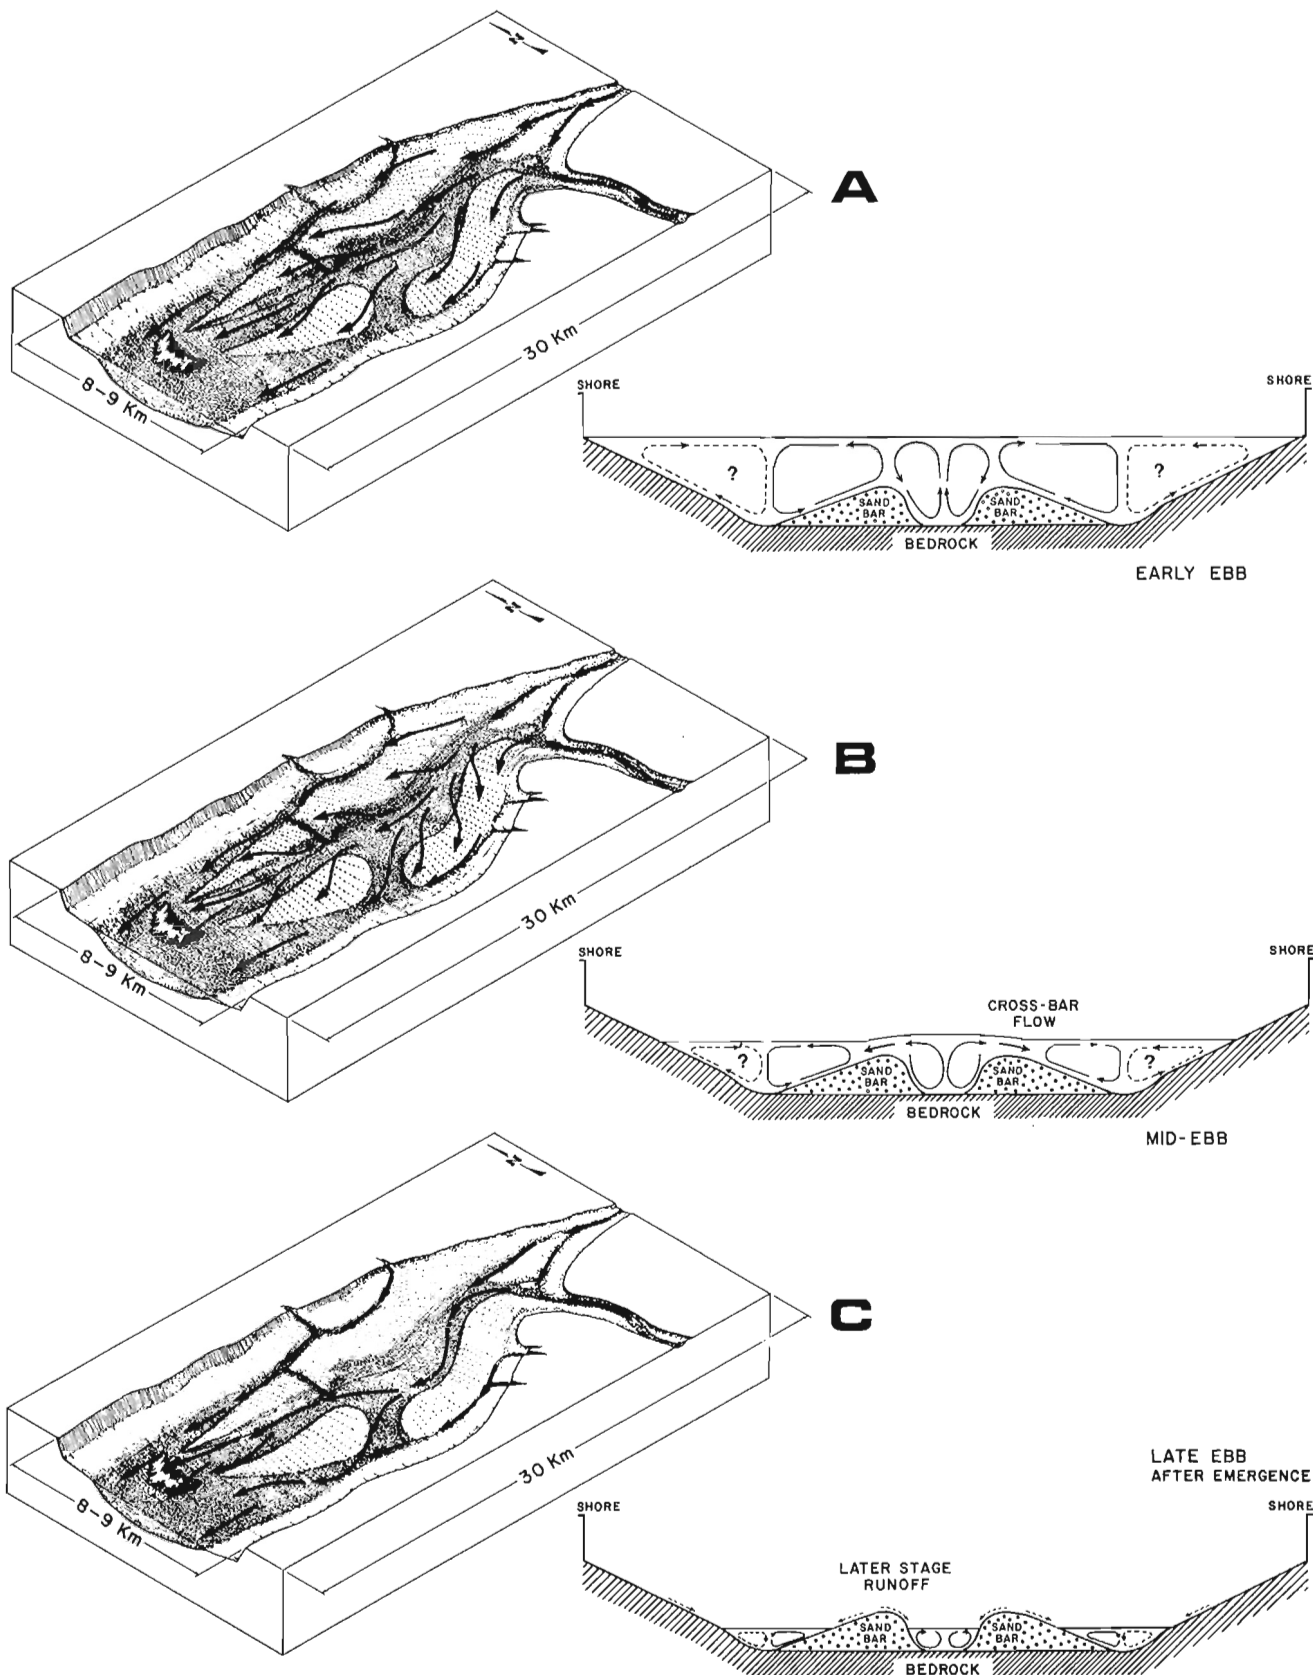 N
A
30 Km
8-9 Km
SHORE
SHORE
?
?
SAND
BAR
SAND
BAR
BEDROCK
EARLY EBB
N
B
30 Km
8-9 Km
SHORE
SHORE
CROSS-BAR
FLOW
?
?
SAND
BAR
SAND
BAR
BEDROCK
MID-EBB
N
C
30 Km
8-9 Km
LATE EBB
AFTER EMERGENCE
SHORE
SHORE
LATER STAGE
RUNOFF
SAND
BAR
SAND
BAR
BEDROCK